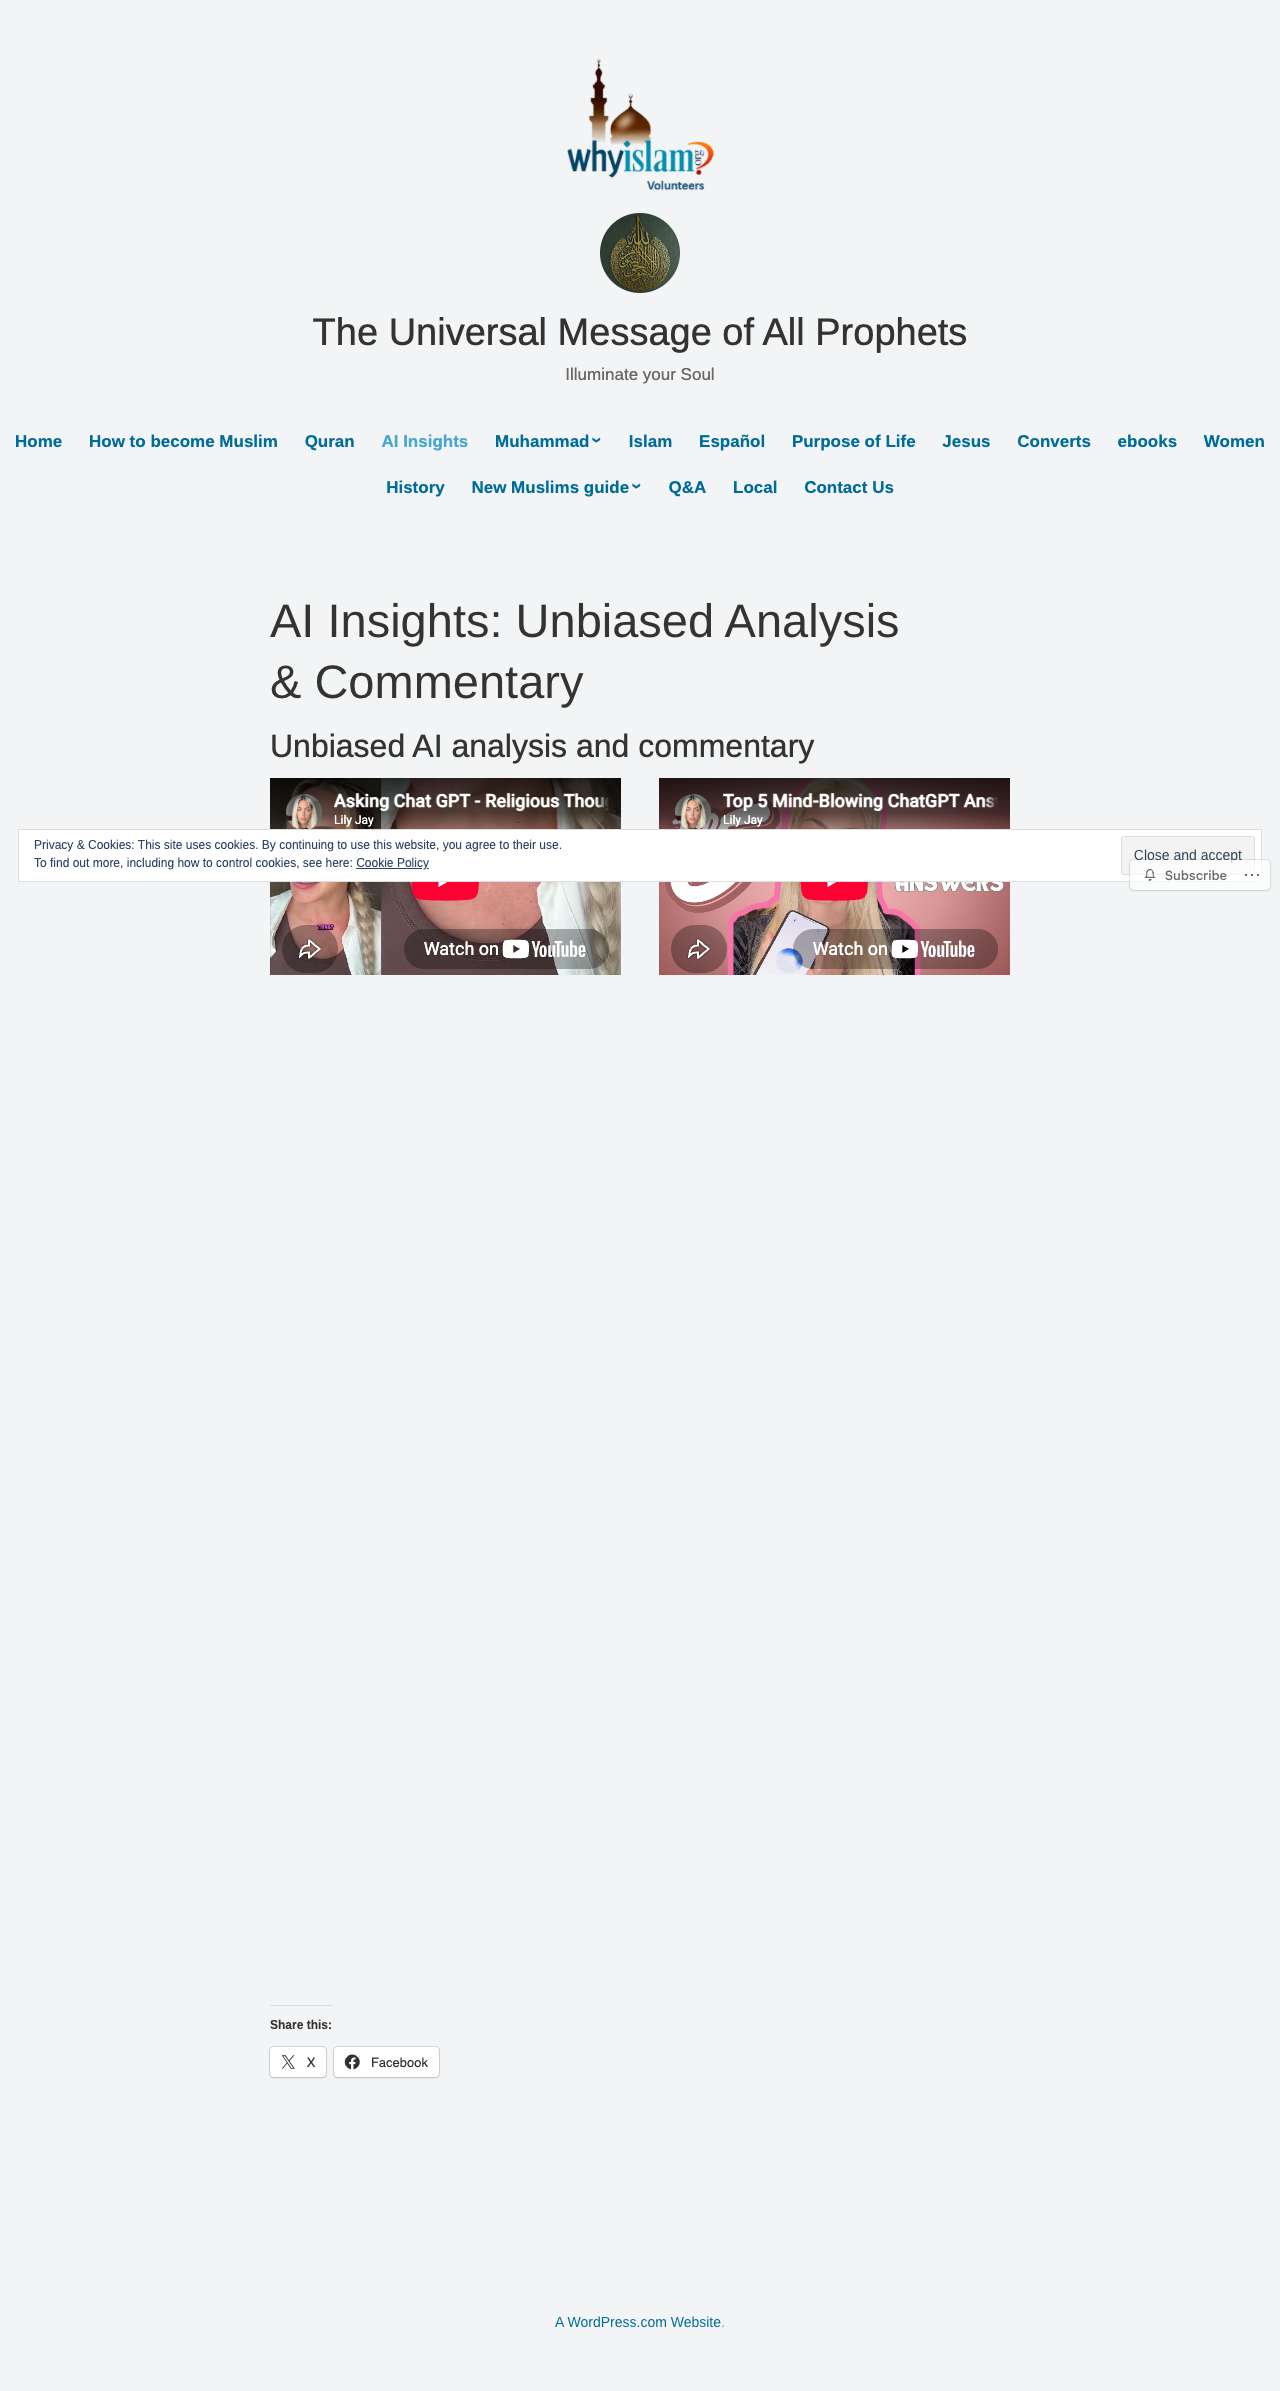 whyislam?
.org
Volunteers
The Universal Message of All Prophets
Illuminate your Soul
Home How to become Muslim Quran AI Insights Muhammad Islam Español Purpose of Life Jesus Converts ebooks Women
History New Muslims guide Q&A Local Contact Us
AI Insights: Unbiased Analysis
& Commentary
Unbiased AI analysis and commentary
Asking Chat GPT - Religious
Lily Jay
Top 5 Mind-Blowing ChatGPT
Lily Jay
Privacy & Cookies: This site uses cookies. By continuing to use this website, you agree to their use.
To find out more, including how to control cookies, see here: Cookie Policy
Close and accept
Subscribe ...
ANSWERS
Watch on YouTube
Watch on YouTube
Share this:
X Facebook
A WordPress.com Website.